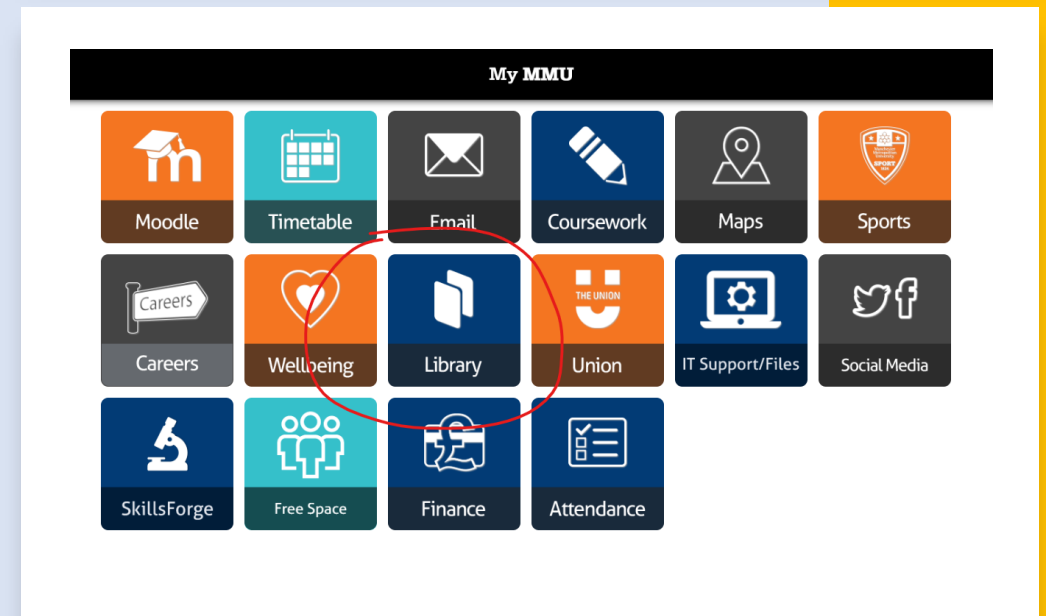 My MMU
Moodle Timetable Email Coursework Maps Sports
Careers
THE UNION
Careers Wellbeing Library Union IT Support/Files Social Media
SkillsForge Free Space Finance Attendance